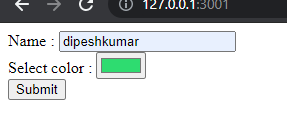 127.0.0.1:3001
Name : dipeshkumar
Select color :
Submit